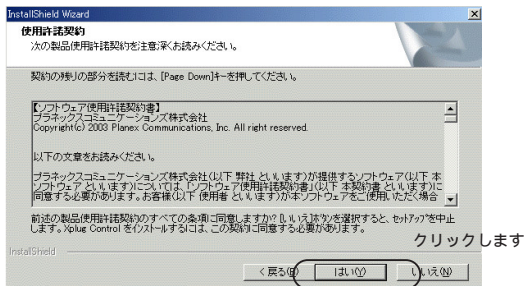 InstallShield Wizard
使用許諾契約
次の製品使用許諾契約を注意深くお読みください。
契約の残りの部分を読むには、[Page Down]キーを押してください。
【ソフトウェア使用許諾契約書】
プラネックスコミュニケーションズ株式会社
Copyright(c) 2003 Planex Communications, Inc. All right reserved.
以下の文章をお読みください。
プラネックスコミュニケーションズ株式会社(以下 弊社 といいます)が提供するソフトウェア(以下 本
ソフトウェア といいます)については、「ソフトウェア使用許諾契約書」(以下 本契約書 といいます)に
同意する必要があります。お客様(以下 使用者 といいます)が本ソフトウェアをご使用いただく場合
前述の製品使用許諾契約のすべての条項に同意しますか? [いいえ]ボタンを選択すると、セットアップを中止
します。Xplug Control をインストールするには、この契約に同意する必要があります。
クリックします
InstallShield
< 戻る(B)
はい(Y)
いいえ(N)